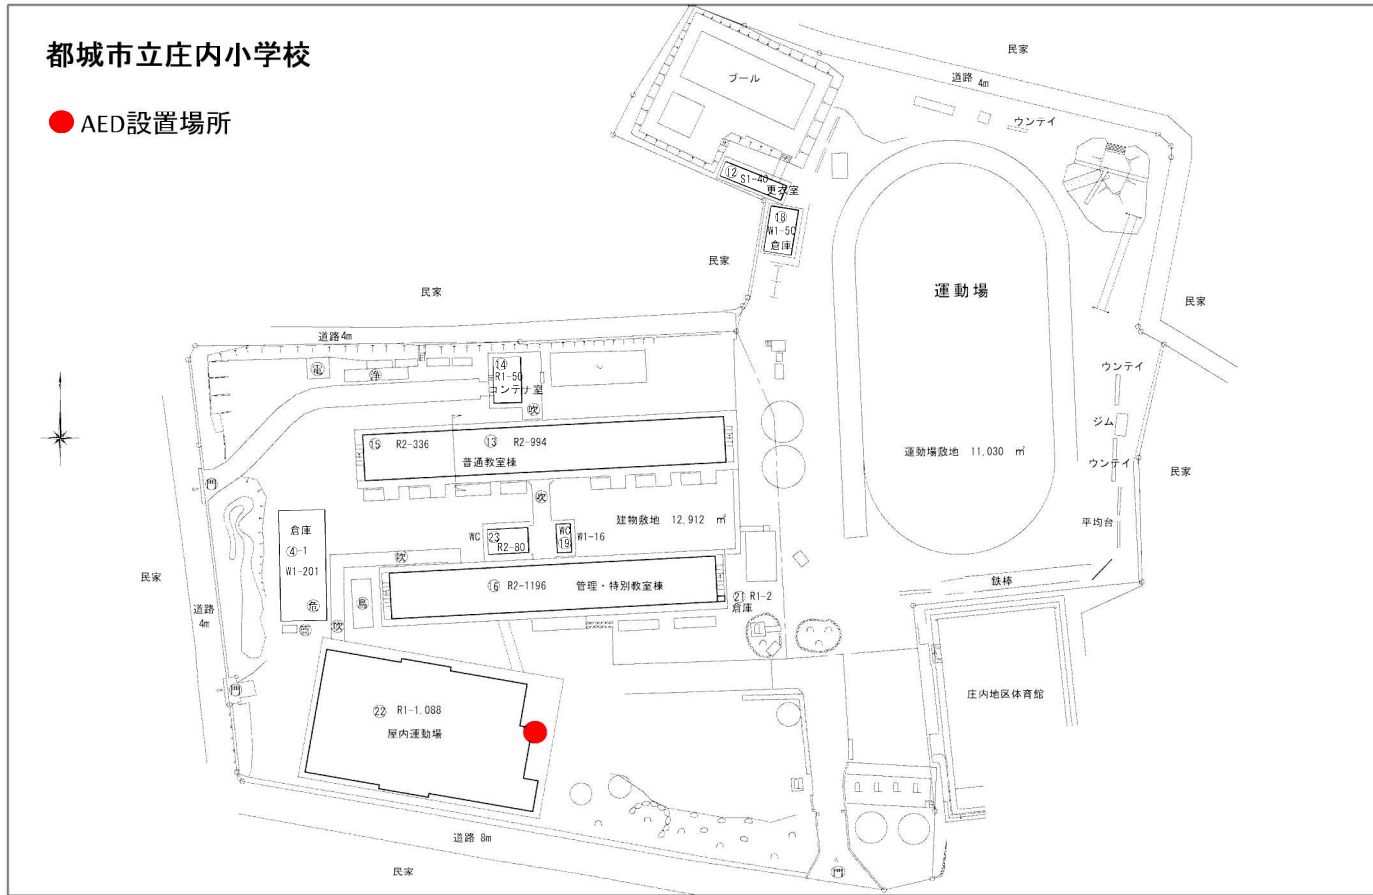 都城市立庄内小学校
AED設置場所
民家
プール
道路 4m
ウンテイ
⑫ S1-40
更衣室
⑱
W1-50
倉庫
民家
運動場
民家
民家
道路4m
ウンテイ
⑭
R1-50
コンテナ室
電
浄
吹
ジム
⑮ R2-336
⑬ R2-994
普通教室棟
運動場敷地 11,030 ㎡
ウンテイ
民家
門
吹
建物敷地 12,912 ㎡
平均台
倉庫
④-1
W1-201
WC
㉓
R2-80
WC
⑲
W1-16
吹
民家
⑯ R2-1196 管理・特別教室棟
鉄棒
㉑ R1-2
倉庫
道路
4m
危
鳥
吹
庄内地区体育館
門
㉒ R1-1,088
屋内運動場
道路 8m
民家
門